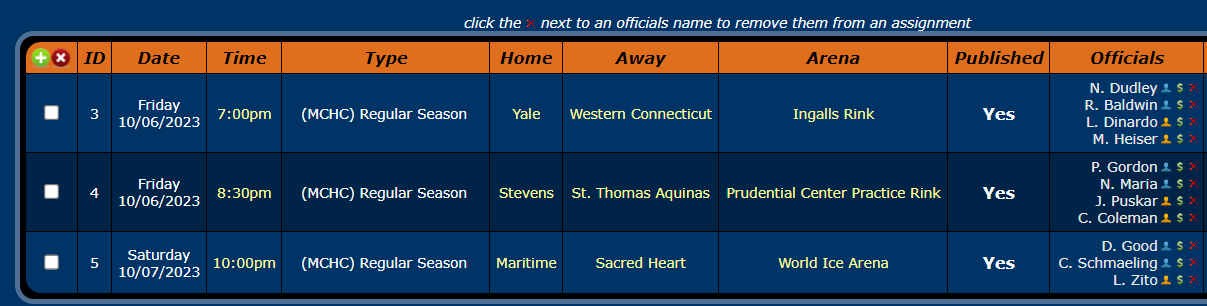 click the next to an officials name to remove them from an assignment
ID Date Time Type Home Away Arena Published Officials
3 Friday 10/06/2023 7:00pm (MCHC) Regular Season Yale Western Connecticut Ingalls Rink Yes N. Dudley $
R. Baldwin $
L. Dinardo $
M. Heiser $
4 Friday 10/06/2023 8:30pm (MCHC) Regular Season Stevens St. Thomas Aquinas Prudential Center Practice Rink Yes P. Gordon $
N. Maria $
J. Puskar $
C. Coleman $
5 Saturday 10/07/2023 10:00pm (MCHC) Regular Season Maritime Sacred Heart World Ice Arena Yes D. Good $
C. Schmaeling $
L. Zito $